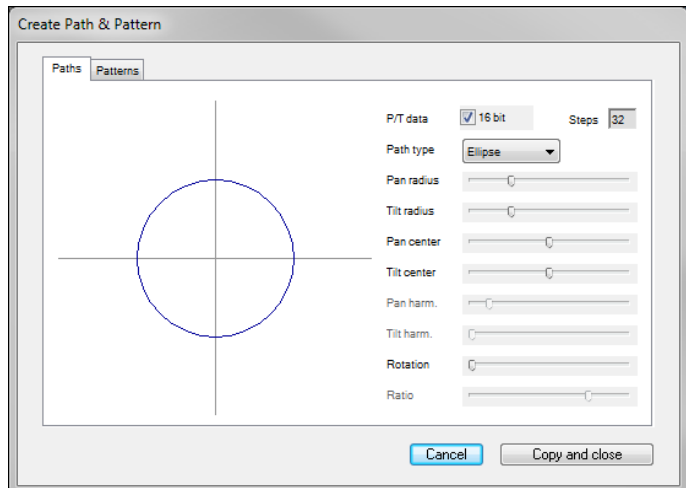 Create Path & Pattern
Paths Patterns
P/T data 16 bit Steps 32
Path type Ellipse
Pan radius
Tilt radius
Pan center
Tilt center
Pan harm.
Tilt harm.
Rotation
Ratio
Cancel Copy and close